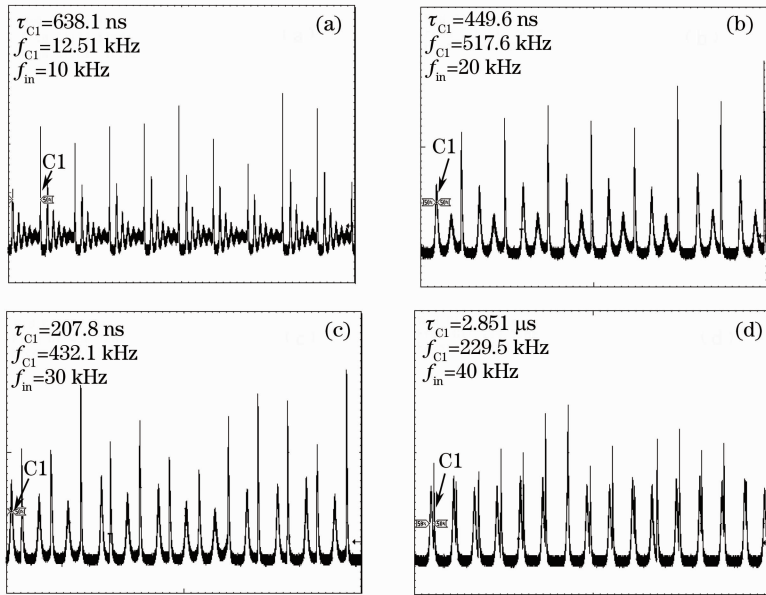 τC1=638.1 ns
fC1=12.51 kHz
fin=10 kHz
(a)
C1
τC1=449.6 ns
fC1=517.6 kHz
fin=20 kHz
(b)
C1
τC1=207.8 ns
fC1=432.1 kHz
fin=30 kHz
(c)
C1
τC1=2.851 μs
fC1=229.5 kHz
fin=40 kHz
(d)
C1